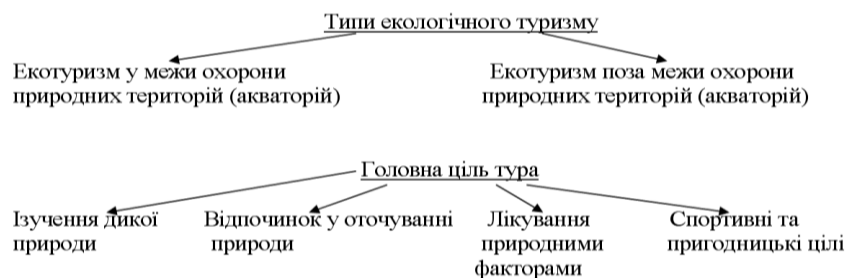 Типи екологічного туризму
Екотуризм у межи охорони
природних територій (акваторій)
Екотуризм поза межи охорони
природних територій (акваторій)
Головна ціль тура
Ізучення дикої
природи
Відпочинок у оточуванні
природи
Лікування
природними
факторами
Спортивні та
пригодницькі цілі